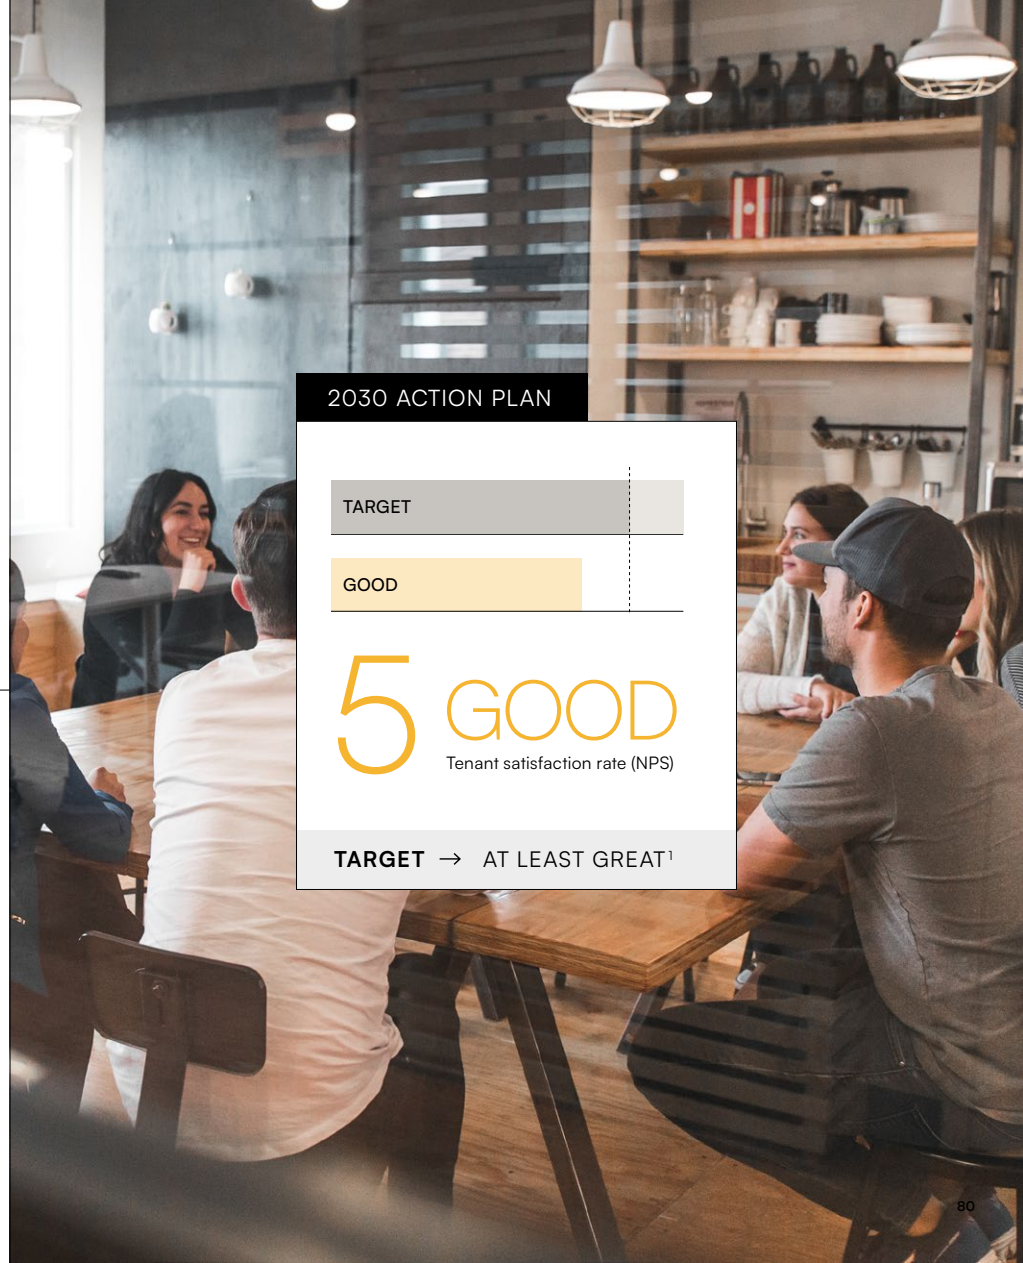 2030 ACTION PLAN
TARGET
GOOD
5 GOOD
Tenant satisfaction rate (NPS)
TARGET → AT LEAST GREAT¹
80